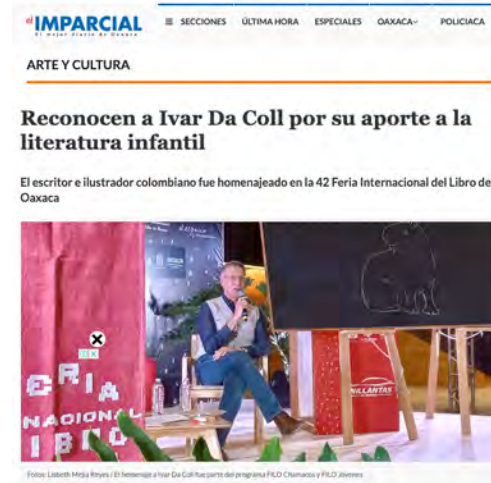 el IMPARCIAL
El mejor diario de Oaxaca
≡ SECCIONES ÚLTIMA HORA ESPECIALES OAXACA POLICIACA
ARTE Y CULTURA
Reconocen a Ivar Da Coll por su aporte a la
literatura infantil
El escritor e ilustrador colombiano fue homenajeado en la 42 Feria Internacional del Libro de
Oaxaca
ERIA
NACIONAL
IBRO
LLANTAS
Fotos: Lisbeth Mejía Reyes / El homenaje a Ivar Da Coll fue parte del programa FILO Chamacos y FILO Jóvenes